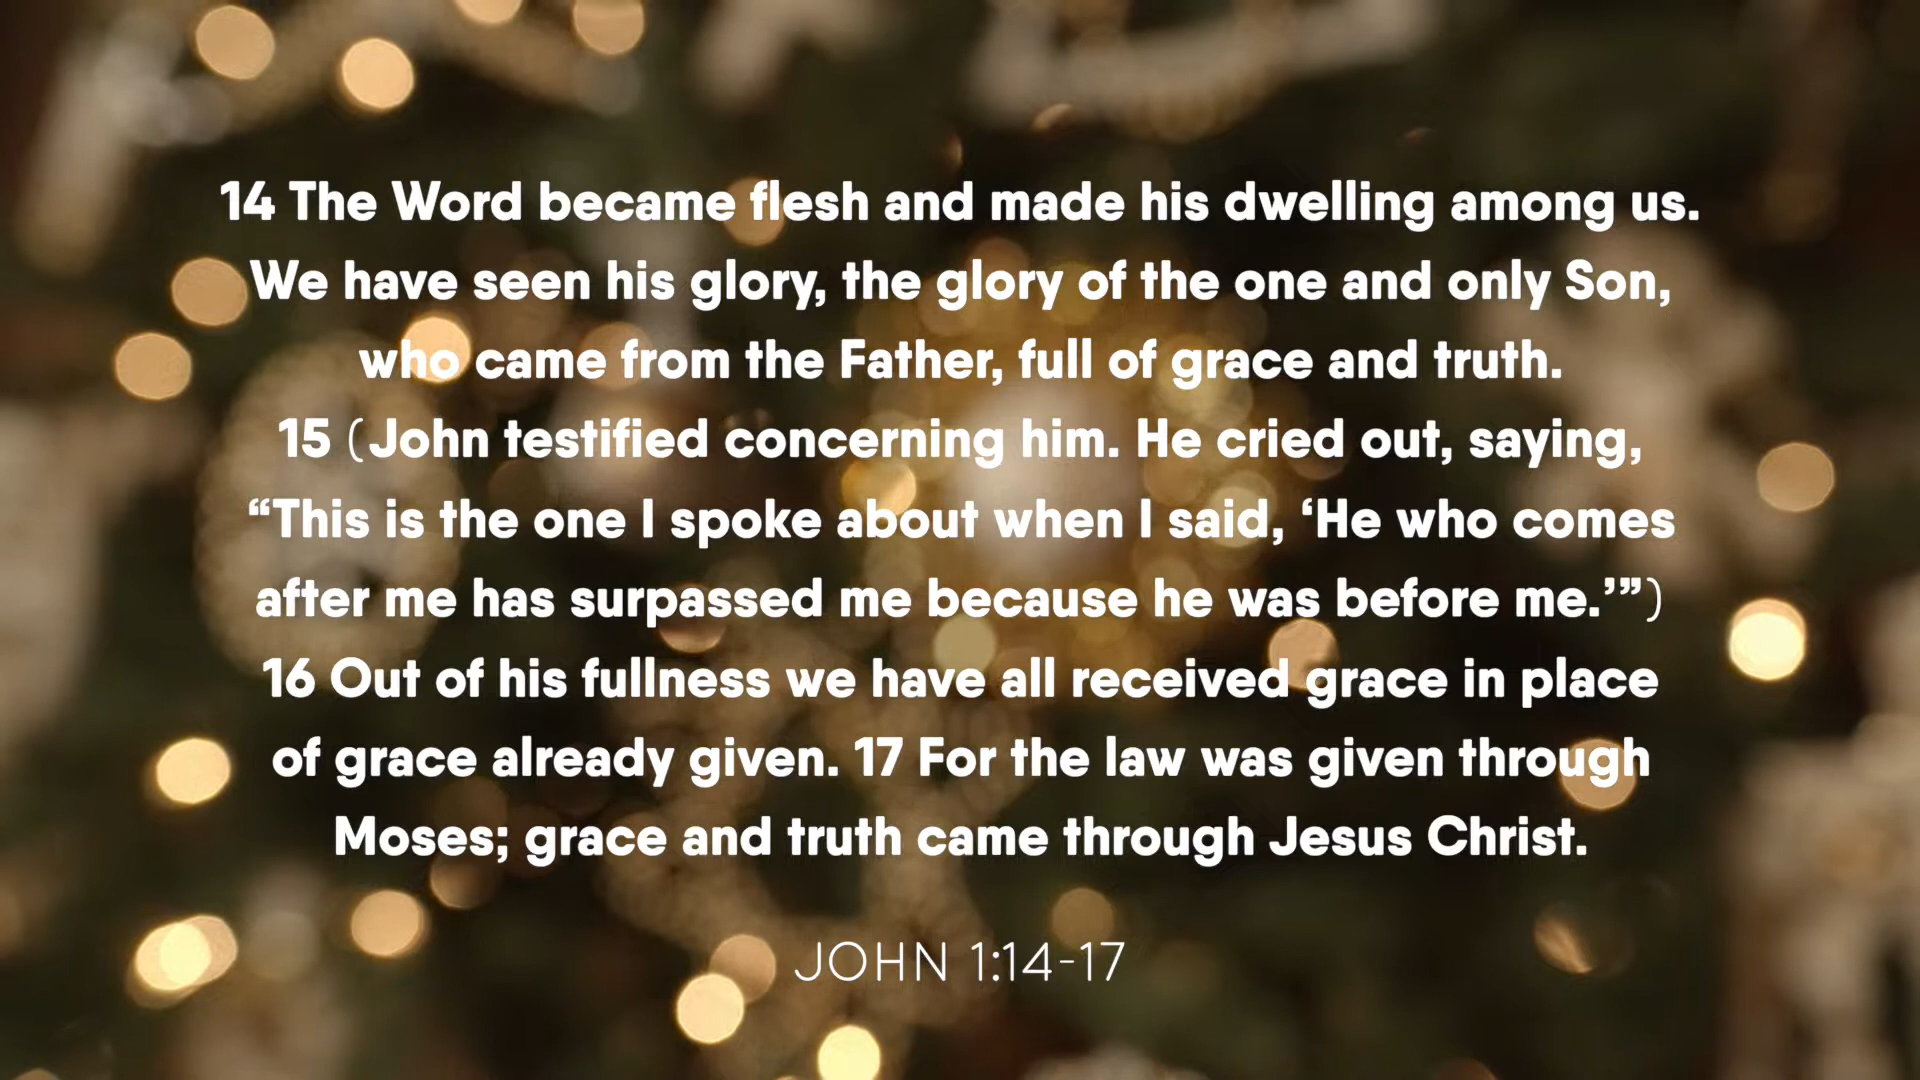 14 The Word became flesh and made his dwelling among us.
We have seen his glory, the glory of the one and only Son,
who came from the Father, full of grace and truth.
15 (John testified concerning him. He cried out, saying,
“This is the one I spoke about when I said, ‘He who comes
after me has surpassed me because he was before me.’”)
16 Out of his fullness we have all received grace in place
of grace already given. 17 For the law was given through
Moses; grace and truth came through Jesus Christ.
JOHN 1:14-17